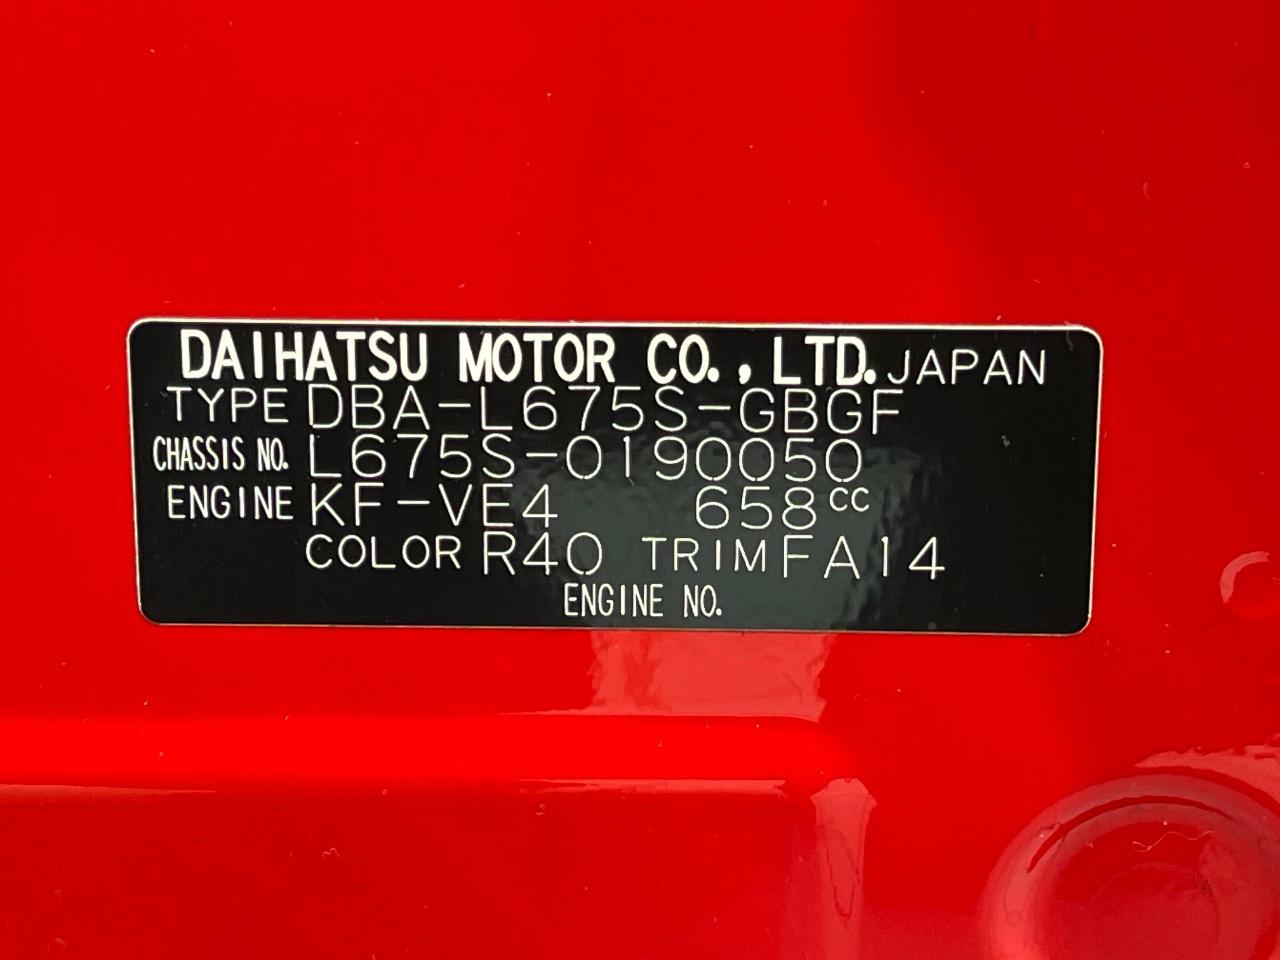 DAIHATSU MOTOR CO., LTD. JAPAN
TYPE DBA-L675S-GBGF
CHASSIS NO. L675S-0190050
ENGINE KF-VE4 658cc
COLOR R40 TRIM FA14
ENGINE NO.